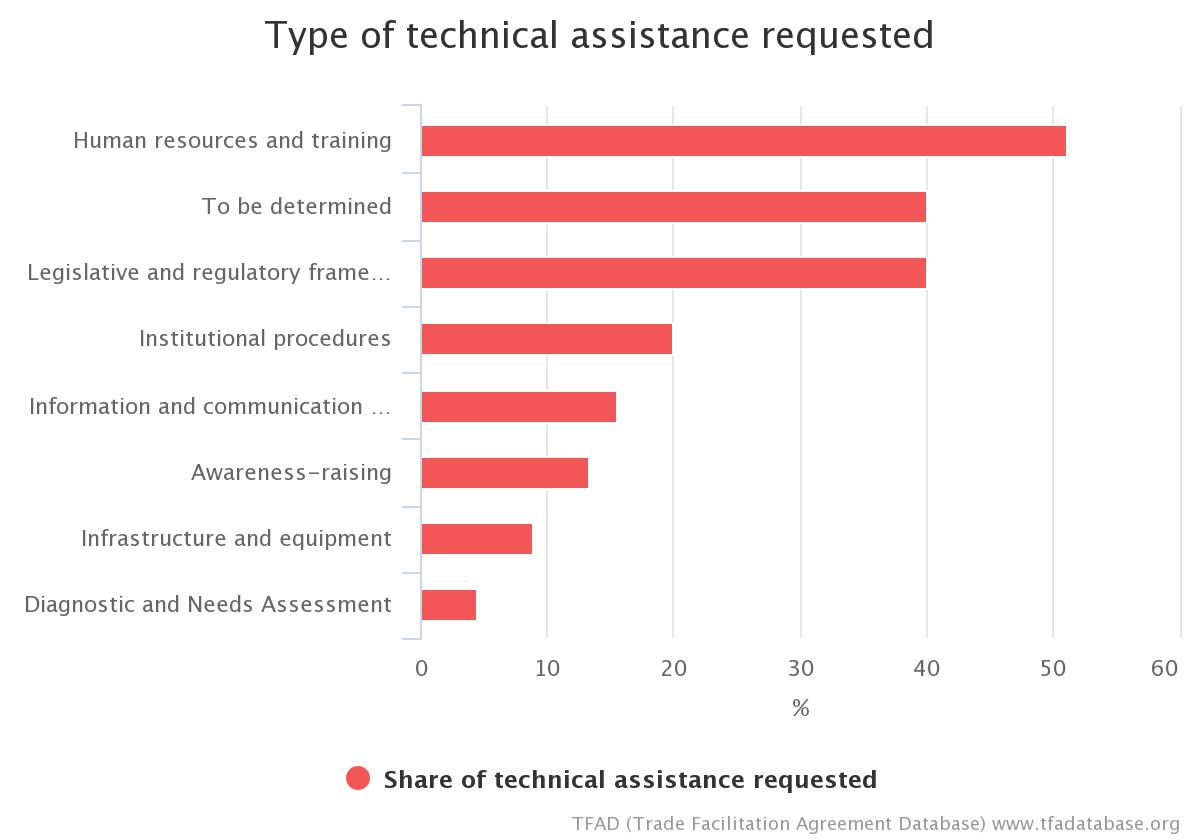 Type of technical assistance requested
Human resources and training
To be determined
Legislative and regulatory frame...
Institutional procedures
Information and communication ...
Awareness-raising
Infrastructure and equipment
Diagnostic and Needs Assessment
0 10 20 30 40 50 60
%
Share of technical assistance requested
TFAD (Trade Facilitation Agreement Database) www.tfadatabase.org